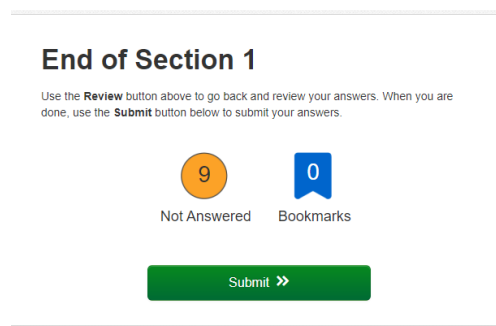 End of Section 1
Use the Review button above to go back and review your answers. When you are
done, use the Submit button below to submit your answers.
9
0
Not Answered
Bookmarks
Submit »